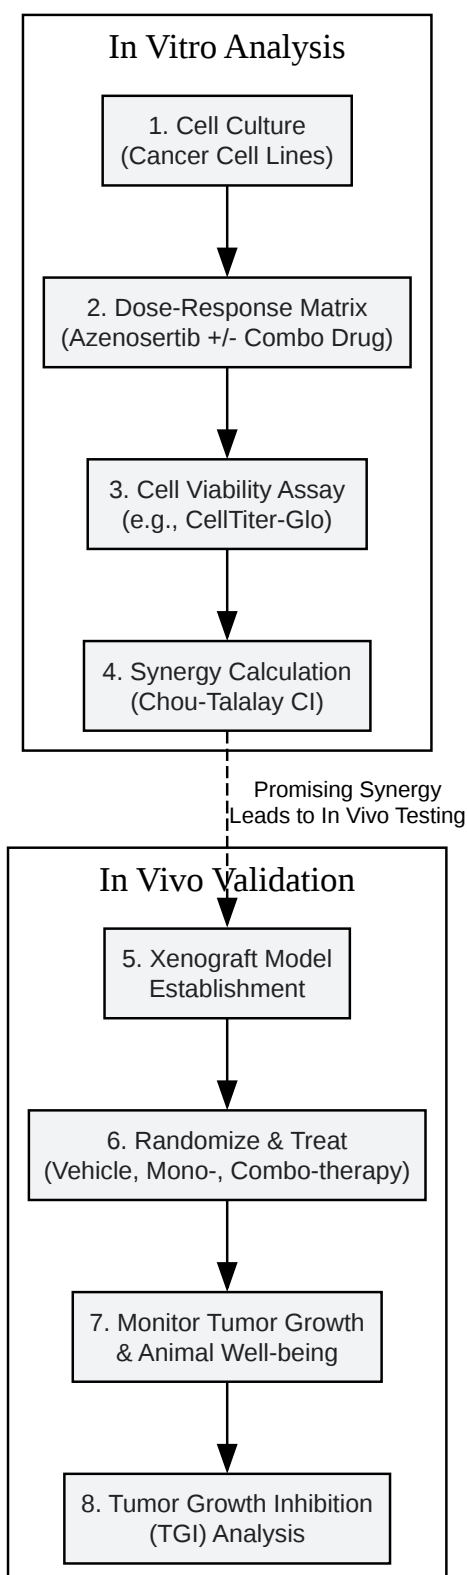 In Vitro Analysis
1. Cell Culture
(Cancer Cell Lines)
2. Dose-Response Matrix
(Azenosertib +/- Combo Drug)
3. Cell Viability Assay
(e.g., CellTiter-Glo)
4. Synergy Calculation
(Chou-Talalay CI)
Promising Synergy
Leads to In Vivo Testing
In Vivo Validation
5. Xenograft Model
Establishment
6. Randomize & Treat
(Vehicle, Mono-, Combo-therapy)
7. Monitor Tumor Growth
& Animal Well-being
8. Tumor Growth Inhibition
(TGI) Analysis